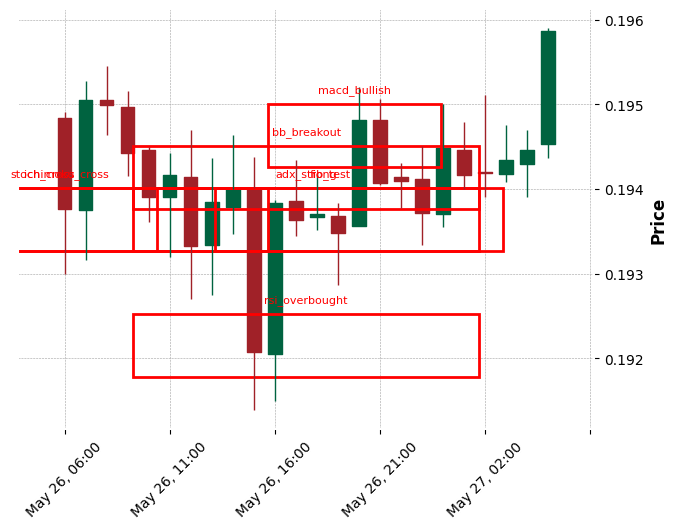 0.196
0.195
macd_bullish
bb_breakout
0.194
adx_strong
fib_test
0.193
rsi_overbought
0.192
Price
May 26, 06:00
May 26, 11:00
May 26, 16:00
May 26, 21:00
May 27, 02:00